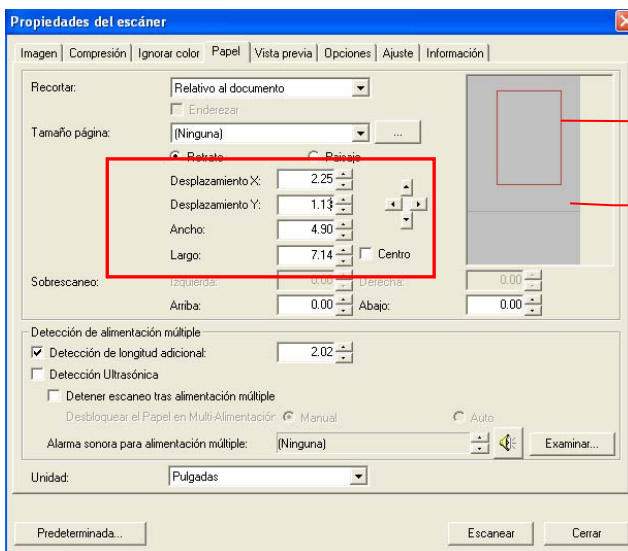 Propiedades del escáner
Imagen Compresión Ignorar color Papel Vista previa Opciones Ajuste Información
Recortar: Relativo al documento
Enderezar
Tamaño página: (Ninguna) ...
Retrato Paisaje
Desplazamiento X: 2.25
Desplazamiento Y: 1.13
Ancho: 4.90
Largo: 7.14 Centro
Sobrescaneo: Izquierda: 0.00 Derecha: 0.00
Arriba: 0.00 Abajo: 0.00
Detección de alimentación múltiple
Detección de longitud adicional: 2.02
Detección Ultrasónica
Detener escaneo tras alimentación múltiple
Desbloquear el Papel en Multi-Alimentación Manual Auto
Alarma sonora para alimentación múltiple: (Ninguna) Examinar...
Unidad: Pulgadas
Predeterminada... Escanear Cerrar